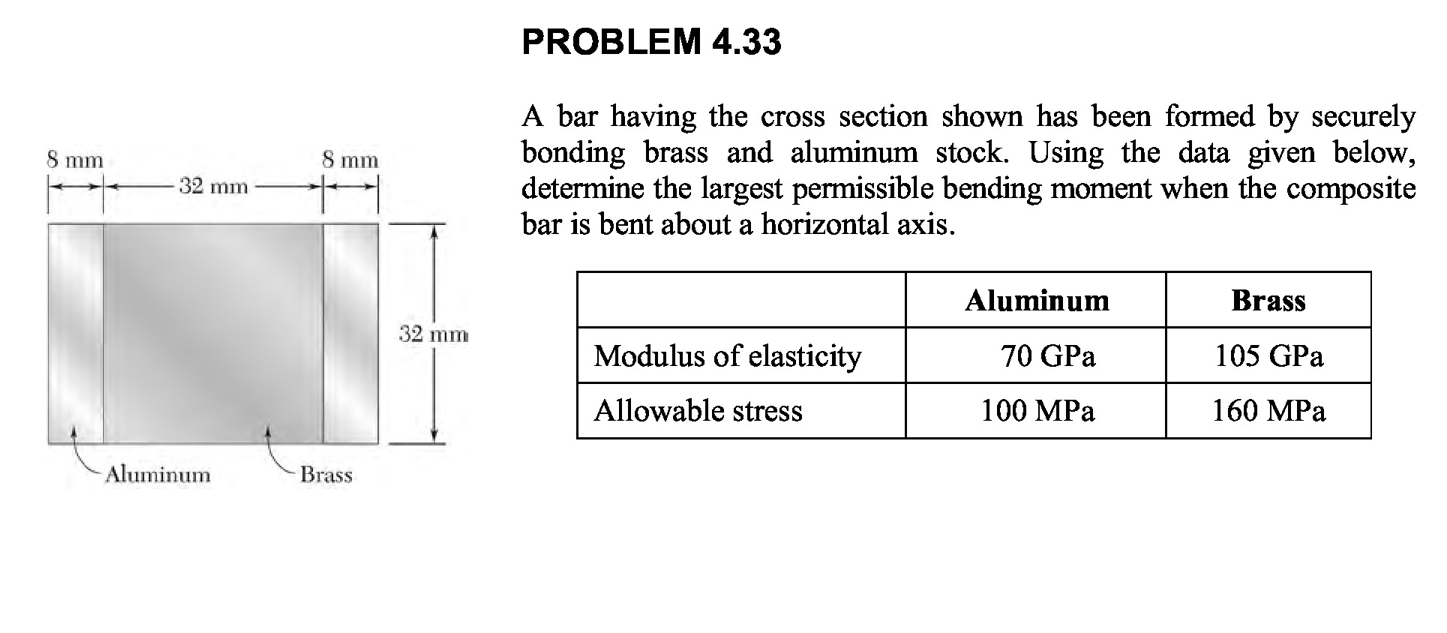 PROBLEM 4.33
A bar having the cross section shown has been formed by securely
bonding brass and aluminum stock. Using the data given below,
determine the largest permissible bending moment when the composite
bar is bent about a horizontal axis.
8 mm
8 mm
32 mm
32 mm
Aluminum
Brass
Aluminum Brass
Modulus of elasticity 70 GPa 105 GPa
Allowable stress 100 MPa 160 MPa